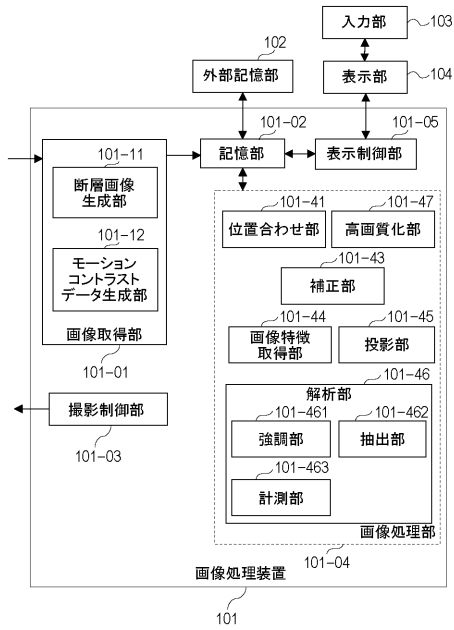 入力部
103
102
外部記憶部
表示部
104
101-02
101-05
記憶部
表示制御部
101-11
断層画像
生成部
101-12
モーション
コントラスト
データ生成部
画像取得部
101-01
101-41
位置合わせ部
101-47
高画質化部
101-43
補正部
101-44
画像特徴
取得部
101-45
投影部
101-46
解析部
101-461
強調部
101-462
抽出部
101-463
計測部
画像処理部
101-04
撮影制御部
101-03
画像処理装置
101